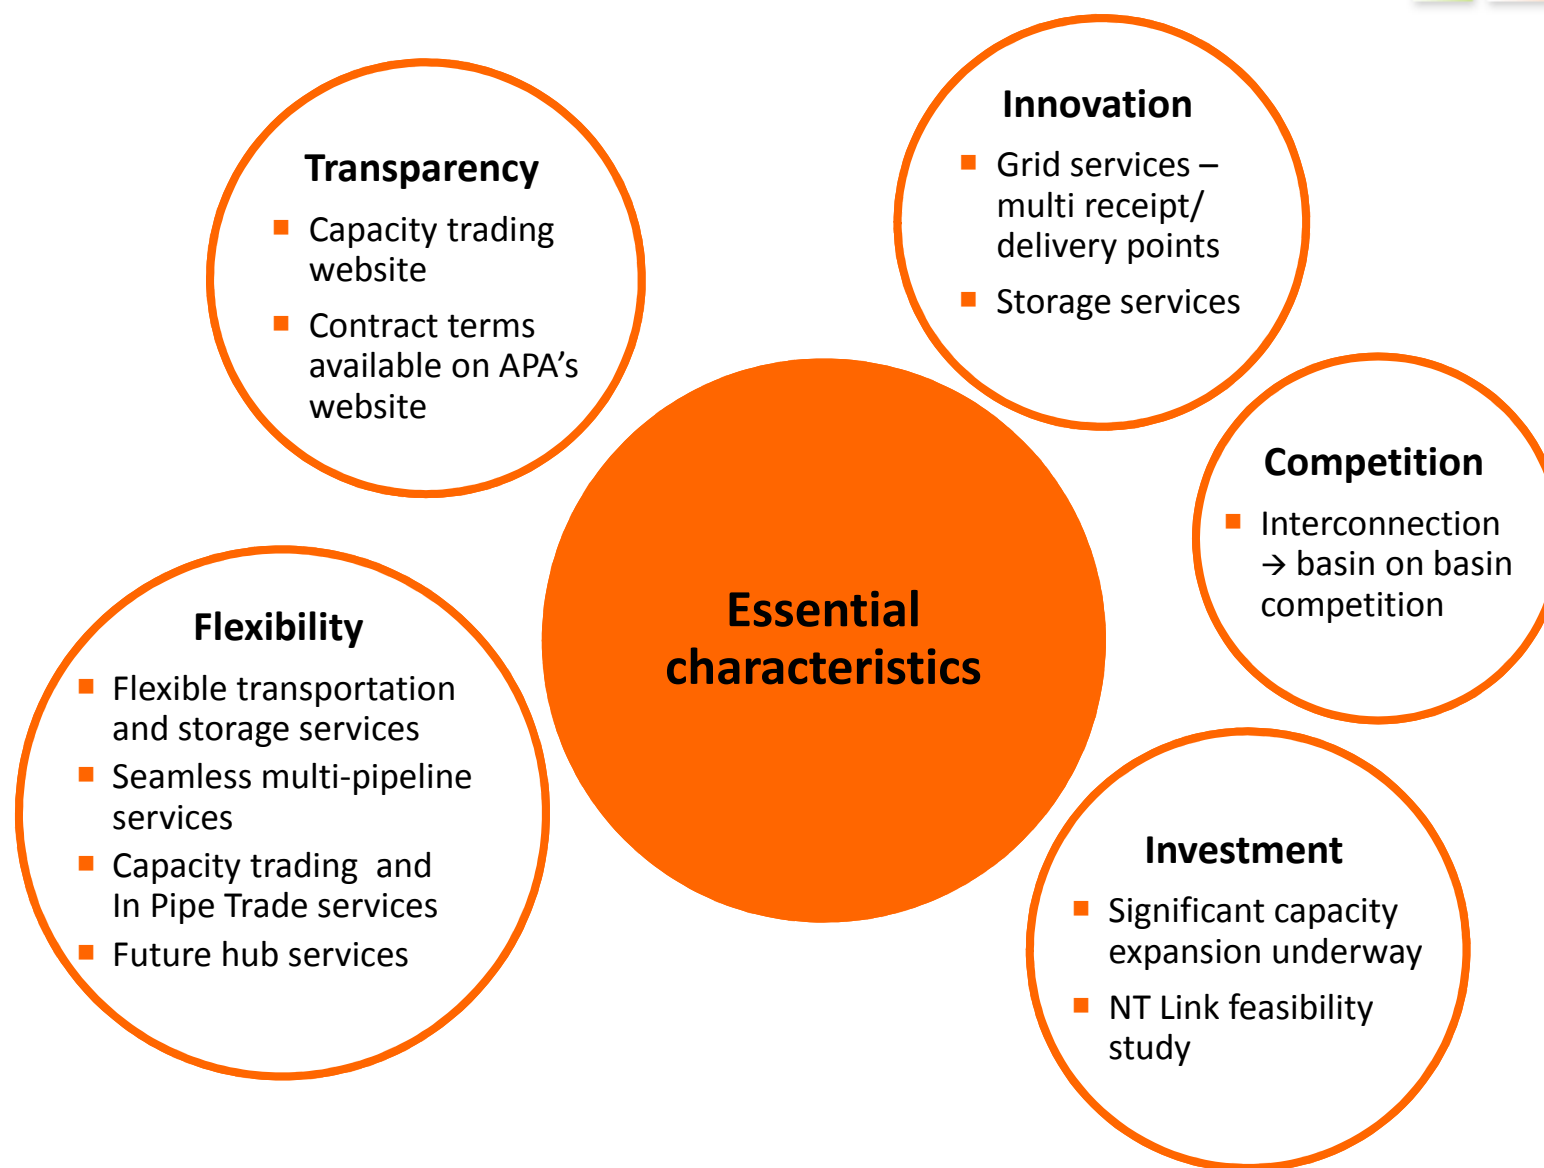 Transparency
▪ Capacity trading
website
▪ Contract terms
available on APA’s
website
Innovation
▪ Grid services –
multi receipt/
delivery points
▪ Storage services
Competition
▪ Interconnection
→ basin on basin
competition
Essential
characteristics
Flexibility
▪ Flexible transportation
and storage services
▪ Seamless multi-pipeline
services
▪ Capacity trading  and
In Pipe Trade services
▪ Future hub services
Investment
▪ Significant capacity
expansion underway
▪ NT Link feasibility
study